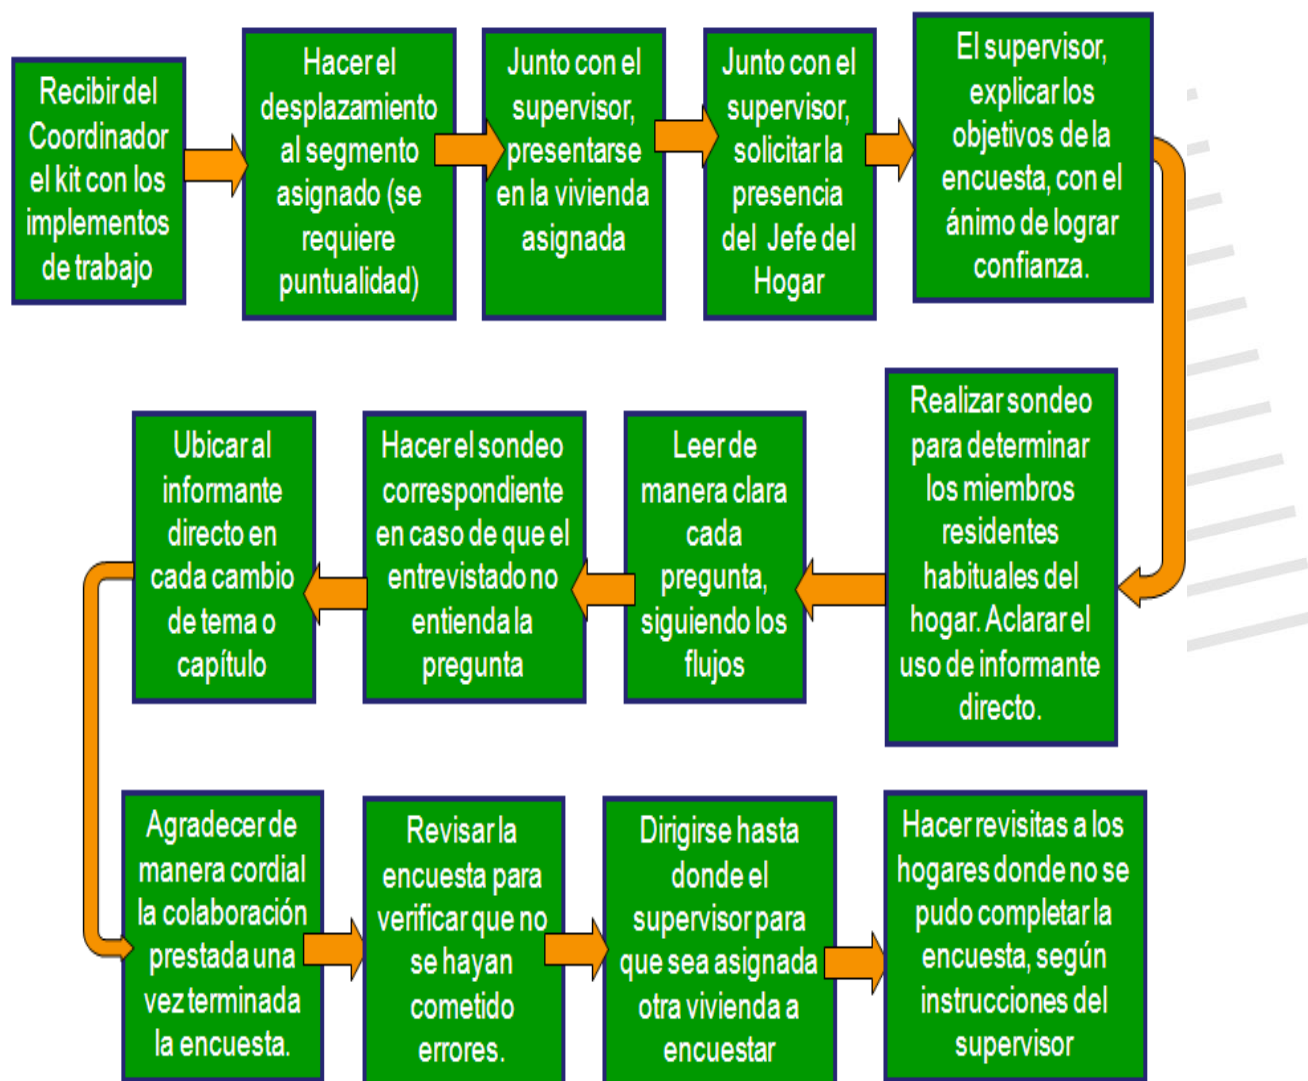 Recibir del
Coordinador
el kit con los
implementos
de trabajo
Hacer el
desplazamiento
al segmento
asignado (se
requiere
puntualidad)
Junto con el
supervisor,
presentarse
en la vivienda
asignada
Junto con el
supervisor,
solicitar la
presencia
del Jefe del
Hogar
El supervisor,
explicar los
objetivos de la
encuesta, con el
ánimo de lograr
confianza.
Realizar sondeo
para determinar
los miembros
residentes
habituales del
hogar. Aclarar el
uso de informante
directo.
Leer de
manera clara
cada
pregunta,
siguiendo los
flujos
Hacer el sondeo
correspondiente
en caso de que el
entrevistado no
entienda la
pregunta
Ubicar al
informante
directo en
cada cambio
de tema o
capítulo
Agradecer de
manera cordial
la colaboración
prestada una
vez terminada
la encuesta.
Revisar la
encuesta para
verificar que no
se hayan
cometido
errores.
Dirigirse hasta
donde el
supervisor para
que sea asignada
otra vivienda a
encuestar
Hacer revisitas a los
hogares donde no se
pudo completar la
encuesta, según
instrucciones del
supervisor